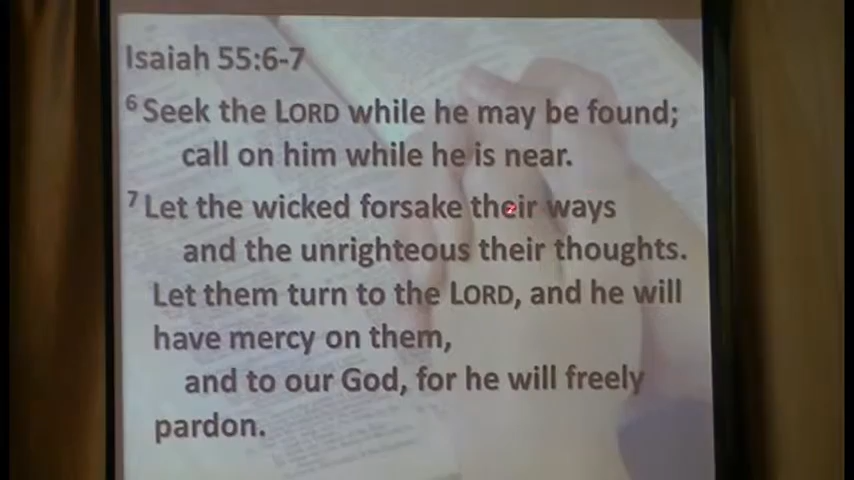 Isaiah 55:6-7
6 Seek the LORD while he may be found;
call on him while he is near.
7 Let the wicked forsake their ways
and the unrighteous their thoughts.
Let them turn to the LORD, and he will
have mercy on them,
and to our God, for he will freely
pardon.